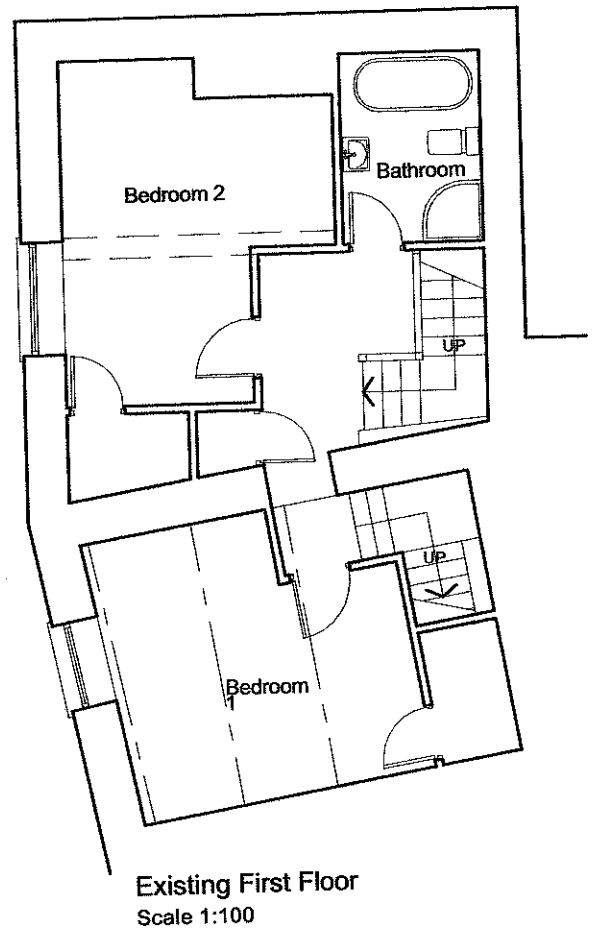 Bedroom 2
Bathroom
UP
UP
Bedroom
1
Existing First Floor
Scale 1:100